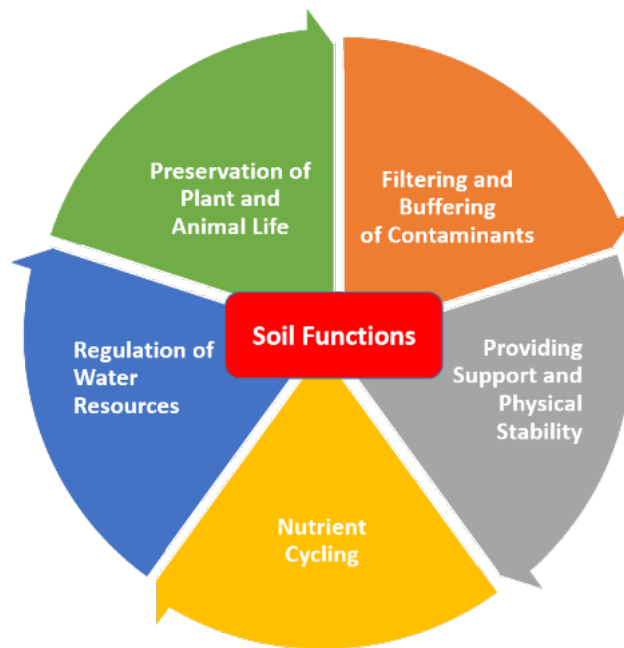 Preservation of
Plant and
Animal Life
Filtering and
Buffering
of Contaminants
Soil Functions
Regulation of
Water
Resources
Providing
Support and
Physical
Stability
Nutrient
Cycling